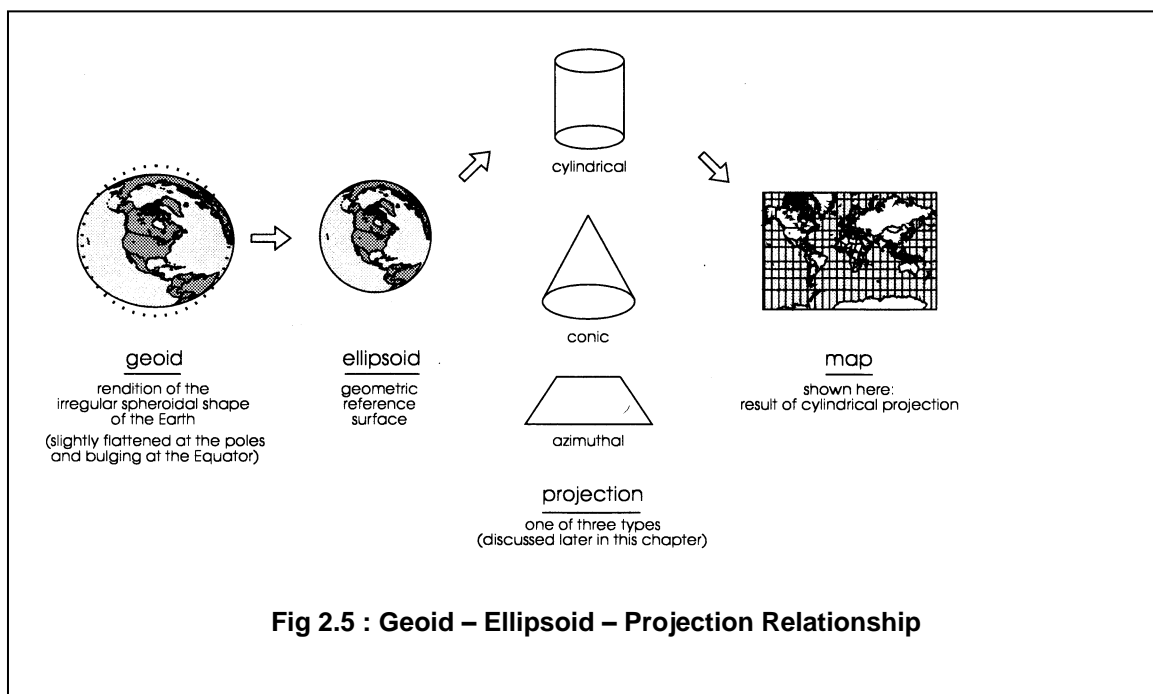 cylindrical
conic
azimuthal
geoid
rendition of the
irregular spheroidal shape
of the Earth
(slightly flattened at the poles
and bulging at the Equator)
ellipsoid
geometric
reference
surface
projection
one of three types
(discussed later in this chapter)
map
shown here:
result of cylindrical projection
Fig 2.5 : Geoid – Ellipsoid – Projection Relationship